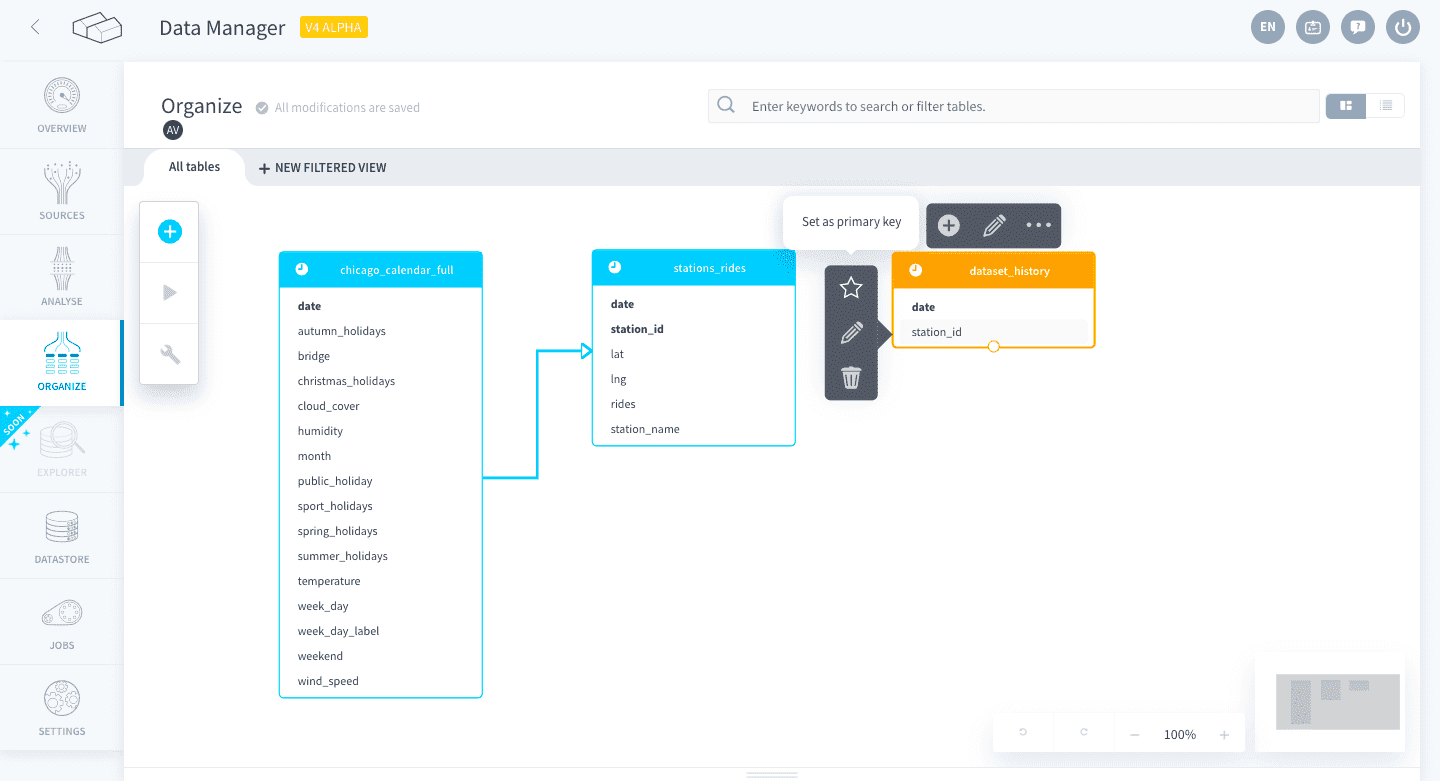 Data Manager
V4 ALPHA
EN
OVERVIEW
SOURCES
ANALYSE
ORGANIZE
SOON
EXPLORER
DATASTORE
JOBS
SETTINGS
Organize
All modifications are saved
AV
Enter keywords to search or filter tables.
All tables
+ NEW FILTERED VIEW
chicago_calendar_full
date
autumn_holidays
bridge
christmas_holidays
cloud_cover
humidity
month
public_holiday
sport_holidays
spring_holidays
summer_holidays
temperature
week_day
week_day_label
weekend
wind_speed
stations_rides
date
station_id
lat
lng
rides
station_name
Set as primary key
dataset_history
date
station_id
100%